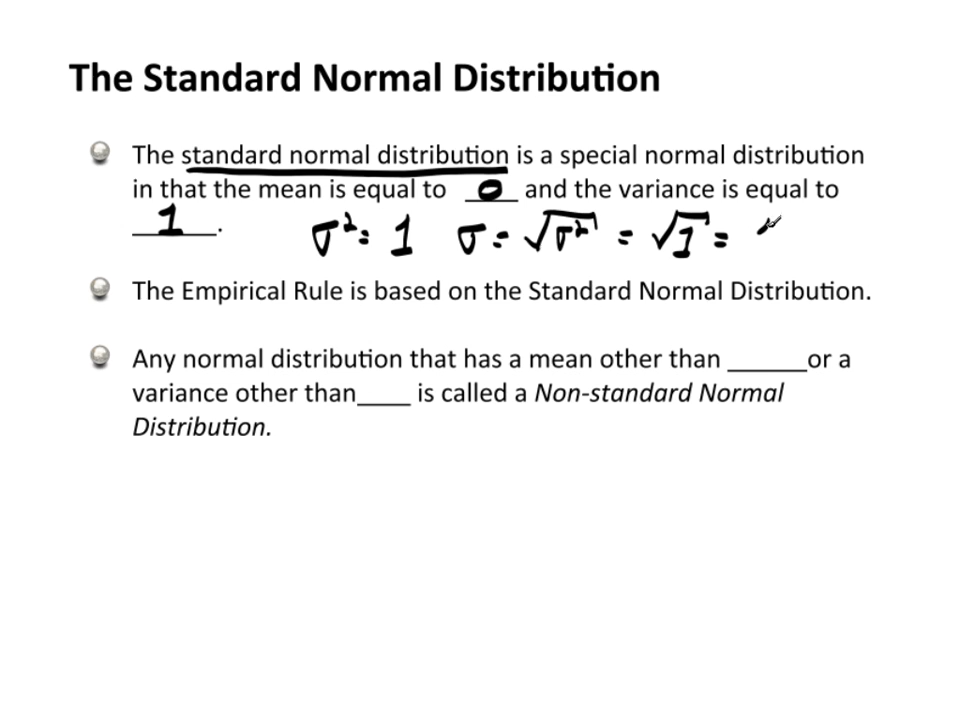 The Standard Normal Distribution
The standard normal distribution is a special normal distribution
in that the mean is equal to 0 and the variance is equal to
1. σ² = 1 σ = √σ² = √1 =
The Empirical Rule is based on the Standard Normal Distribution.
Any normal distribution that has a mean other than ______or a
variance other than____ is called a Non-standard Normal
Distribution.